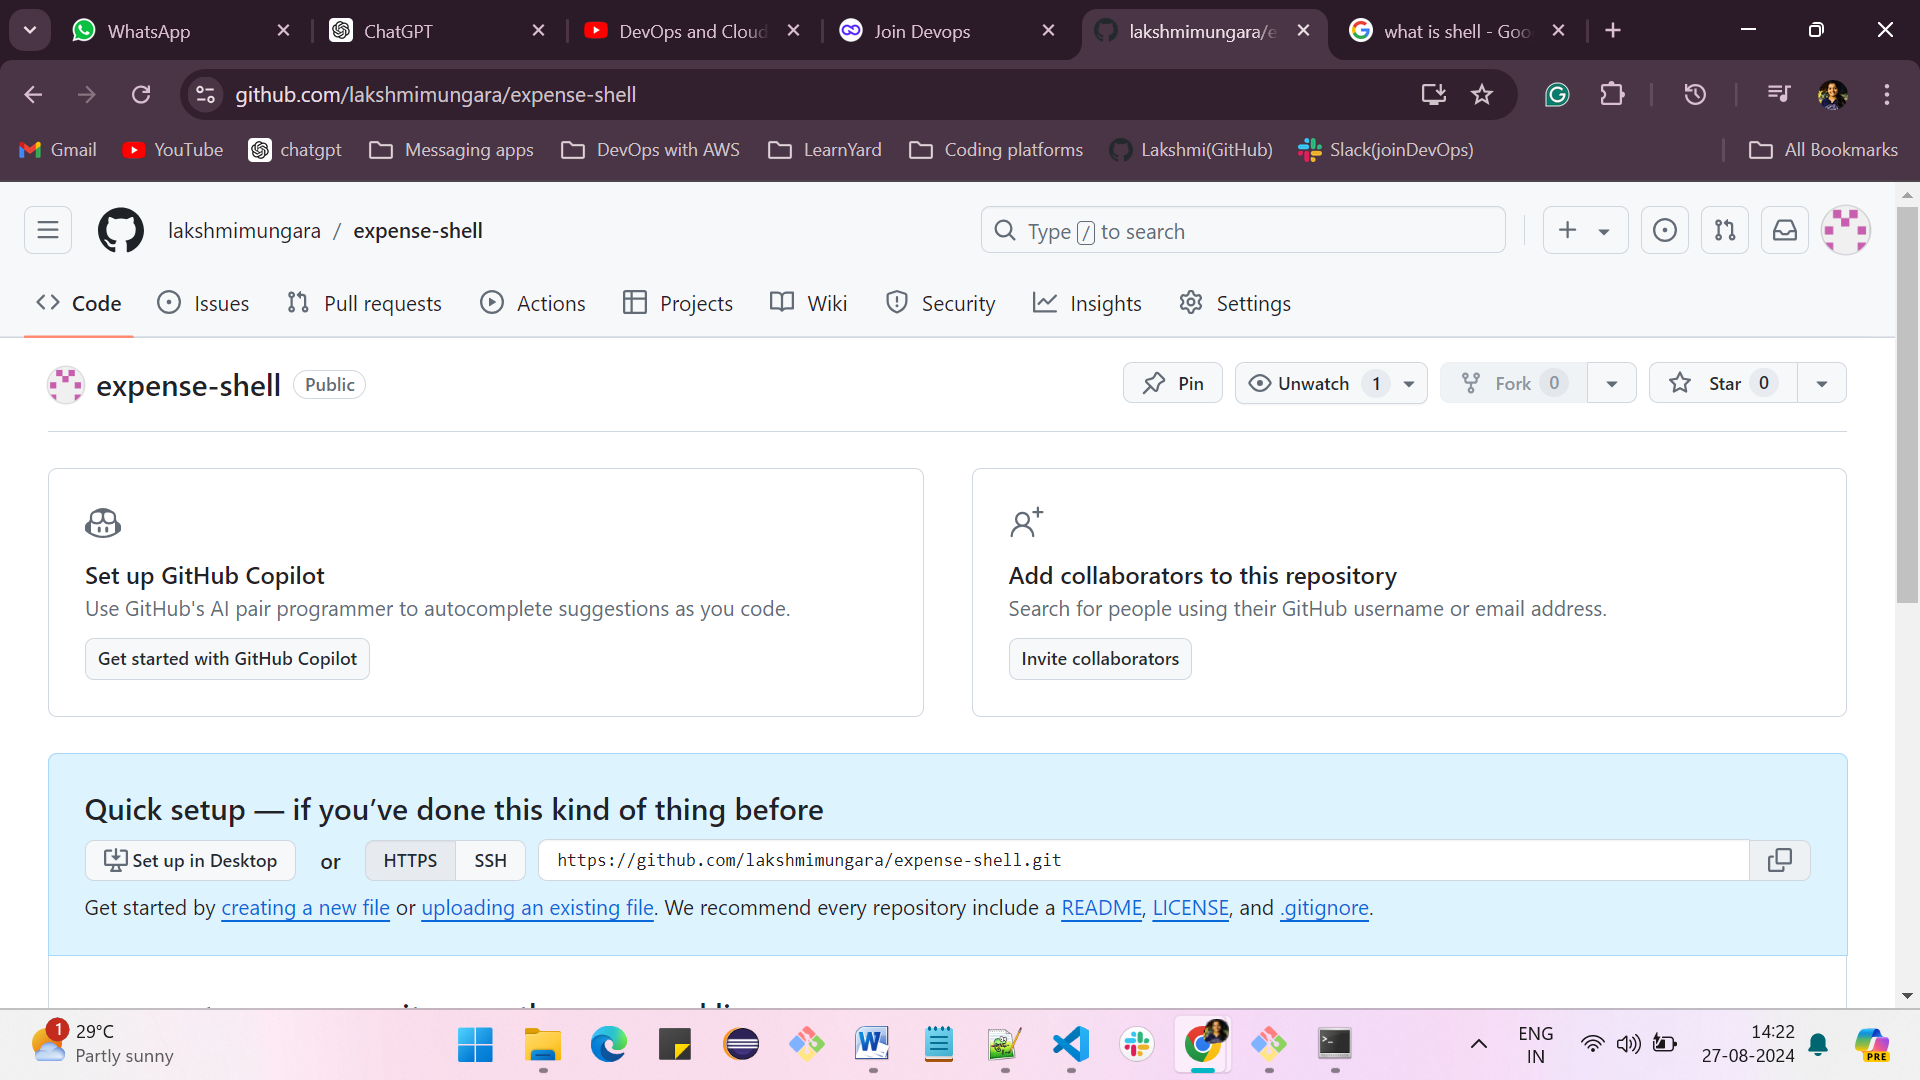 WhatsApp
ChatGPT
DevOps and Cloud
Join Devops
lakshmimungara/e
what is shell - Goo
github.com/lakshmimungara/expense-shell
Gmail
YouTube
chatgpt
Messaging apps
DevOps with AWS
LearnYard
Coding platforms
Lakshmi(GitHub)
Slack(joinDevOps)
All Bookmarks
lakshmimungara / expense-shell
Type / to search
Code
Issues
Pull requests
Actions
Projects
Wiki
Security
Insights
Settings
expense-shell
Public
Pin
Unwatch 1
Fork 0
Star 0
Set up GitHub Copilot
Use GitHub's AI pair programmer to autocomplete suggestions as you code.
Get started with GitHub Copilot
Add collaborators to this repository
Search for people using their GitHub username or email address.
Invite collaborators
Quick setup — if you’ve done this kind of thing before
Set up in Desktop
or
HTTPS
SSH
https://github.com/lakshmimungara/expense-shell.git
Get started by creating a new file or uploading an existing file. We recommend every repository include a README, LICENSE, and .gitignore.
1
29°C
Partly sunny
ENG
IN
14:22
27-08-2024
PRE